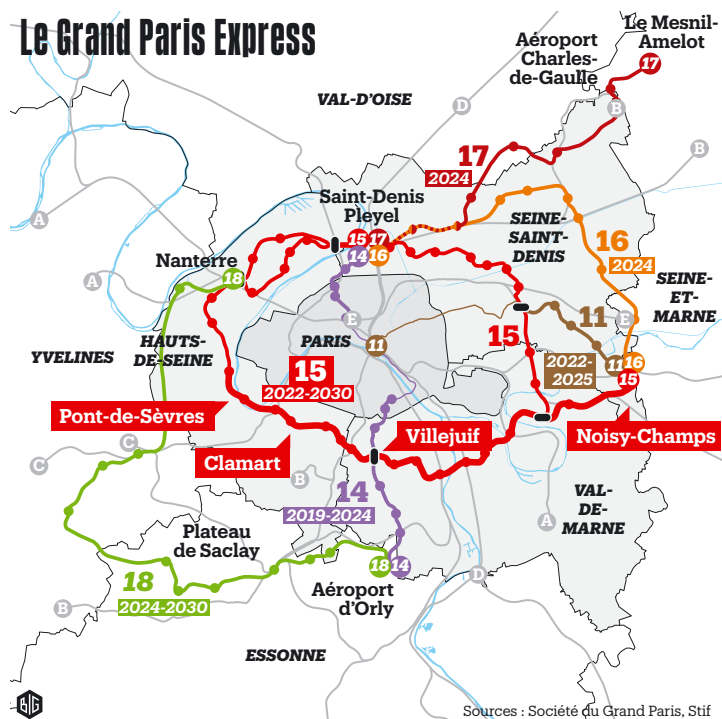 Le Grand Paris Express
Le Mesnil-
Amelot
17
Aéroport
Charles-
de-Gaulle
B
VAL-D'OISE
D
B
17
2024
Saint-Denis
Pleyel
15 17
14 16
SEINE-
SAINT-
DENIS
16
2024
A
Nanterre
18
A
SEINE-
ET-
MARNE
E
E
YVELINES
HAUTS-
DE-SEINE
PARIS
11
15
11
2022-
2025
11 16
15
15
2022-2030
Pont-de-Sèvres
Clamart
Villejuif
Noisy-Champs
C
C
B
14
2019-2024
VAL-
DE-
MARNE
A
Plateau
de Saclay
18
2024-2030
B
18 14
Aéroport
d'Orly
D
ESSONNE
BIG
Sources : Société du Grand Paris, Stif